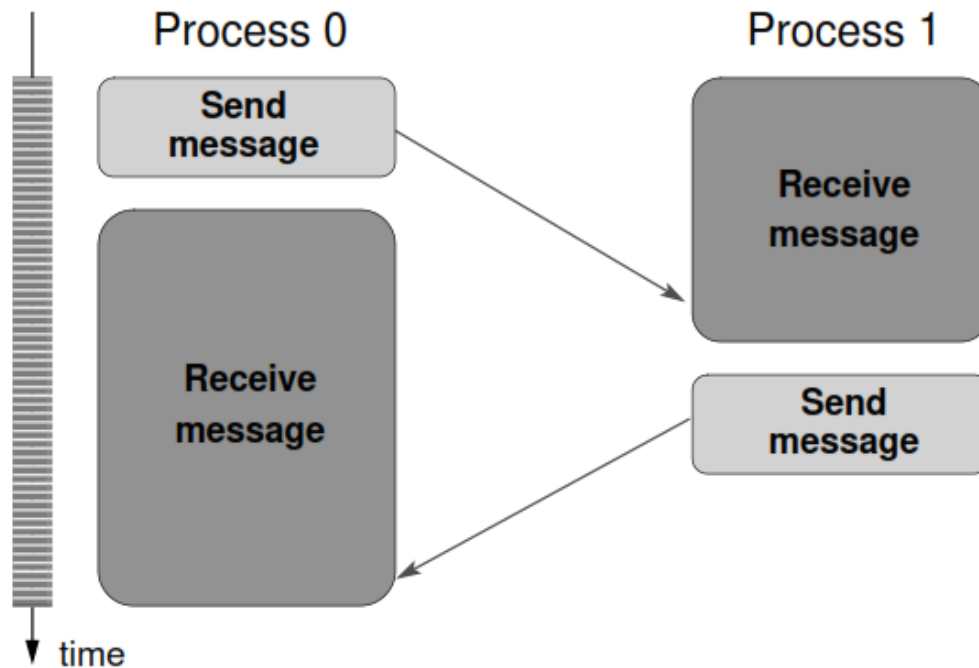 Process 0
Process 1
Send
message
Receive
message
Receive
message
Send
message
time